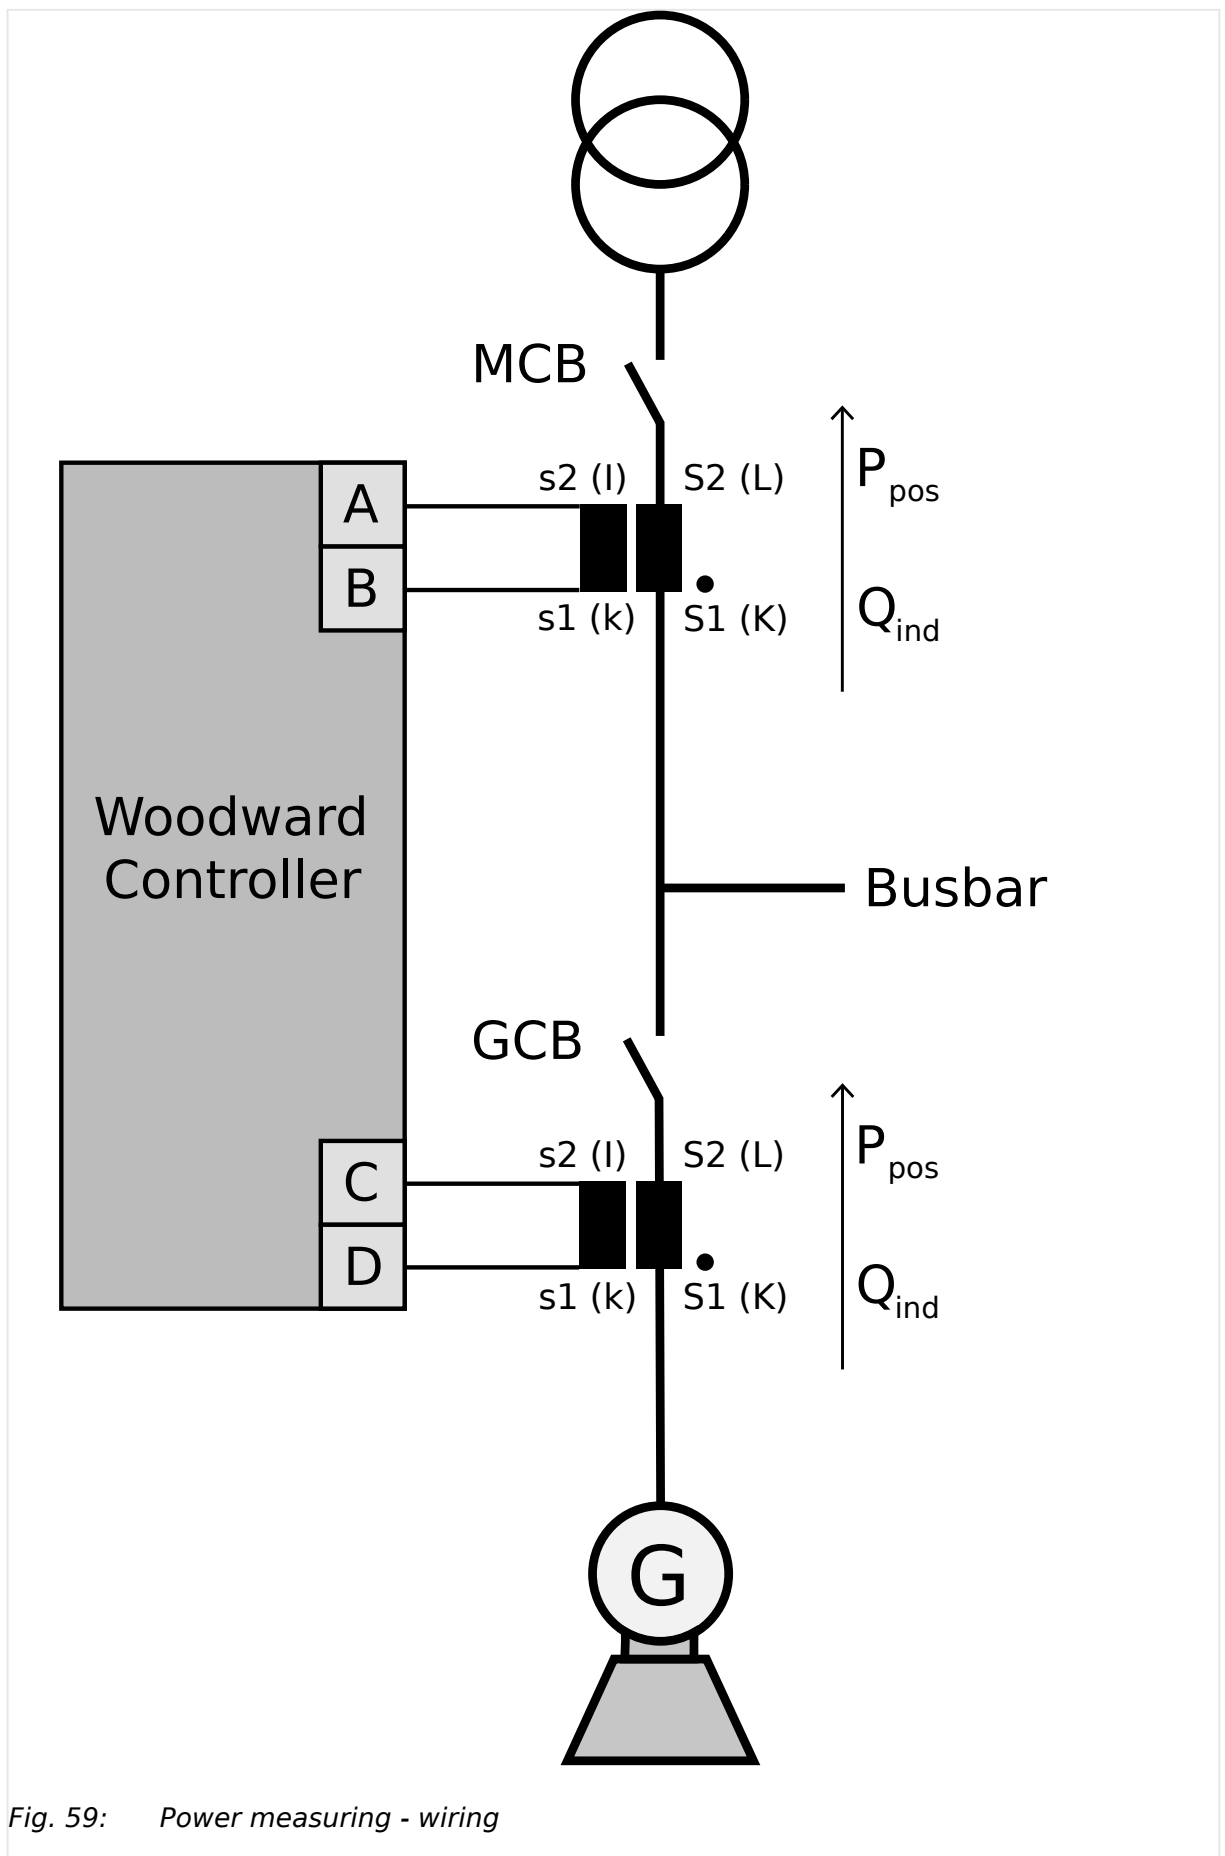 MCB
s2 (l) S2 (L)
A
P pos
B
s1 (k) S1 (K)
Q ind
Woodward
Controller
Busbar
GCB
s2 (l) S2 (L)
C
P pos
D
s1 (k) S1 (K)
Q ind
G
Fig. 59: Power measuring - wiring